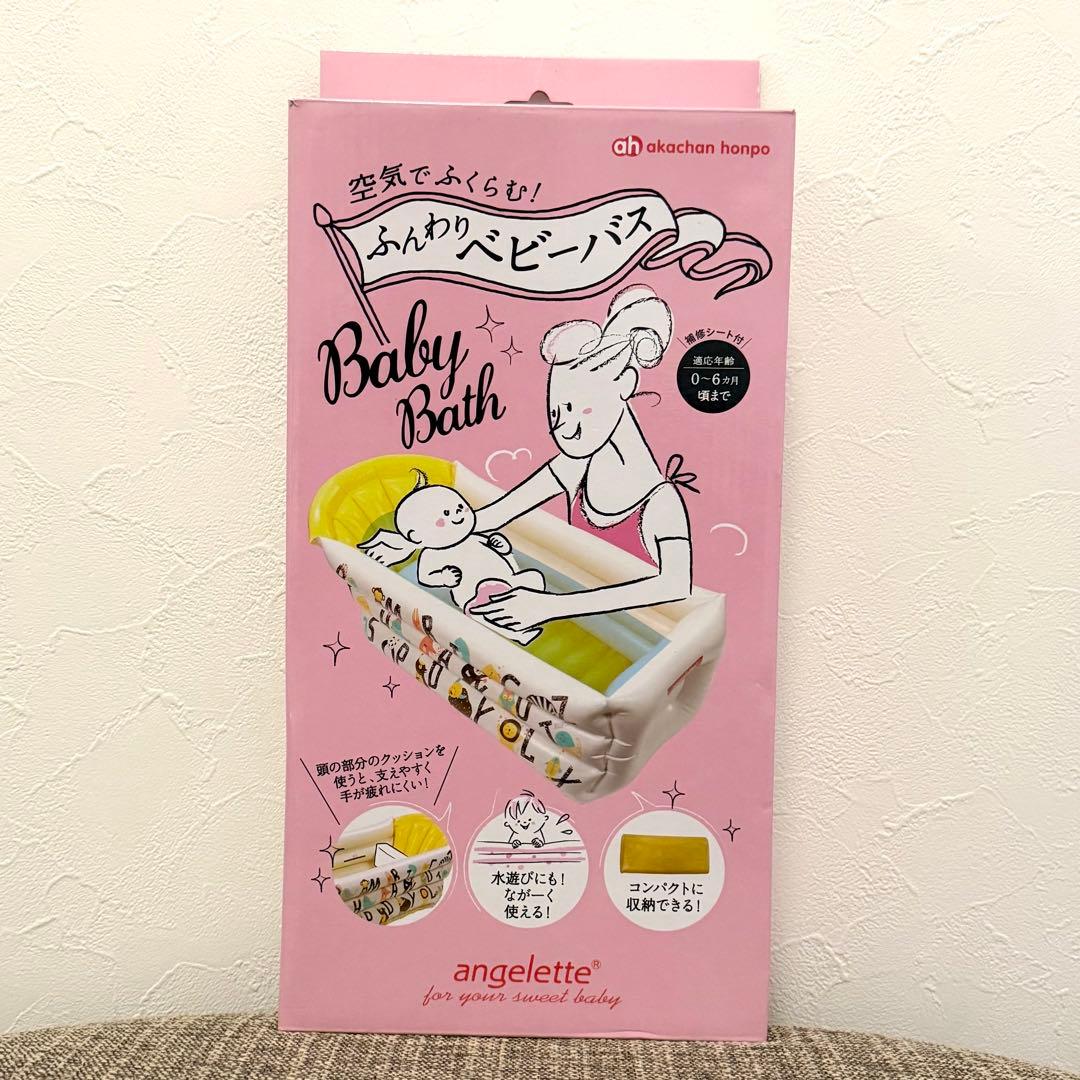 ah akachan honpo
空気でふくらむ!
ふんわりベビーバス
Baby
Bath
補修シート付
適応年齢
0〜6カ月
頃まで
頭の部分のクッションを
使うと、支えやすく
手が疲れにくい!
水遊びにも!
ながーく
使える!
コンパクトに
収納できる!
angelette®
for your sweet baby